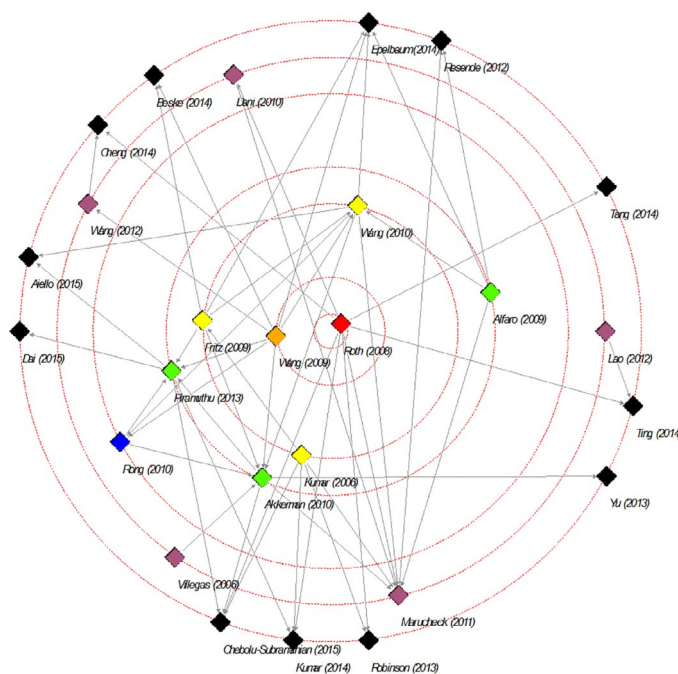 Epelbaum(2014)
Resende (2012)
Beske (2014)
Liani (2010)
Cheng (2014)
Tang (2014)
Wang (2012)
Wang (2010)
Aiello (2015)
Alfaro (2009)
Dai (2015)
Fritz (2009)
Wang (2009)
Roth (2008)
Lao (2012)
Piramuthu (2013)
Ting (2014)
Rong (2010)
Kumar (2006)
Akkerman (2010)
Yu (2013)
Villegas (2006)
Marucheck (2011)
Chebolu-Subramanian (2015)
Kumar (2014)
Robinson (2013)